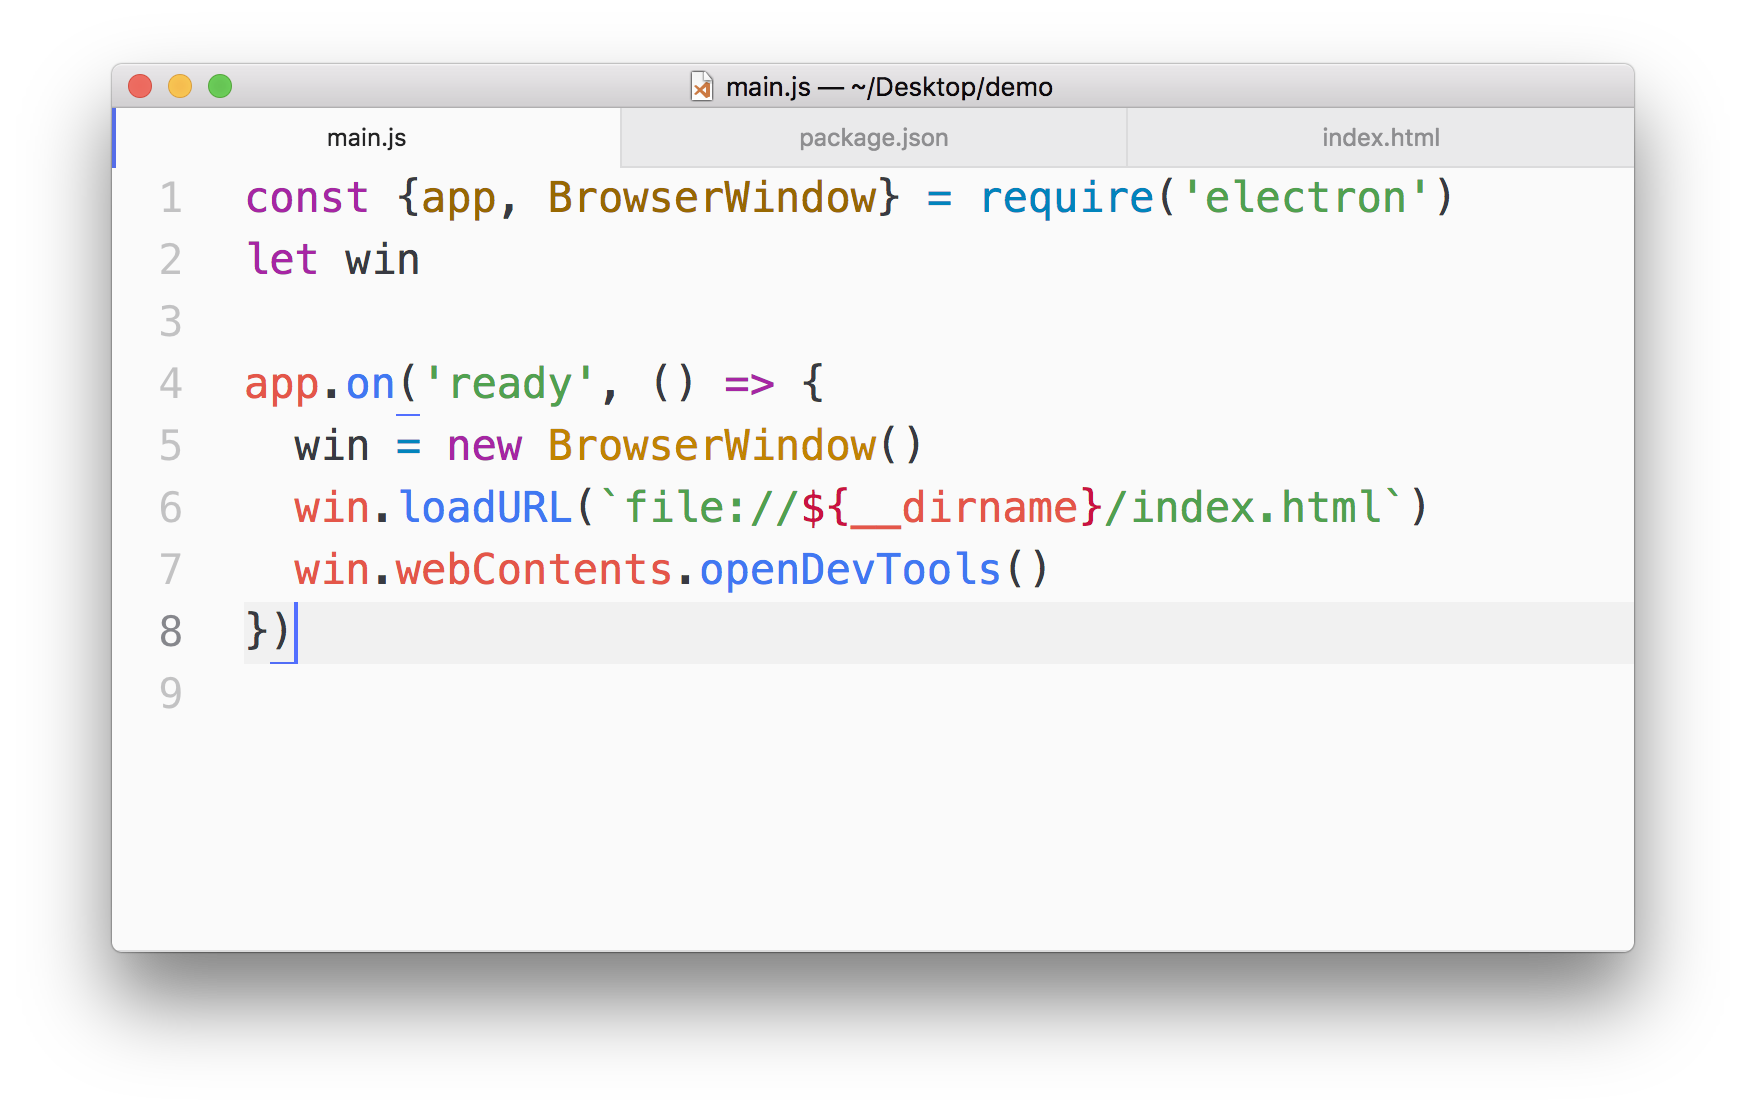 main.js — ~/Desktop/demo
main.js package.json index.html
1 const {app, BrowserWindow} = require('electron')
2 let win
3
4 app.on('ready', () => {
5   win = new BrowserWindow()
6   win.loadURL(`file://${__dirname}/index.html`)
7   win.webContents.openDevTools()
8 })
9